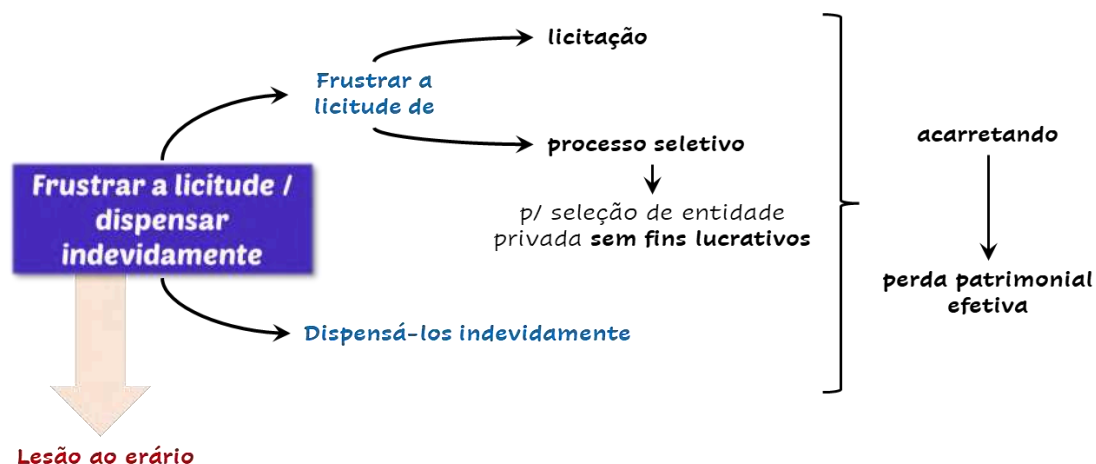 licitação
Frustrar a
licitude de
processo seletivo
p/ seleção de entidade
privada sem fins lucrativos
Frustrar a licitude /
dispensar
indevidamente
Dispensá-los indevidamente
acarretando
perda patrimonial
efetiva
Lesão ao erário